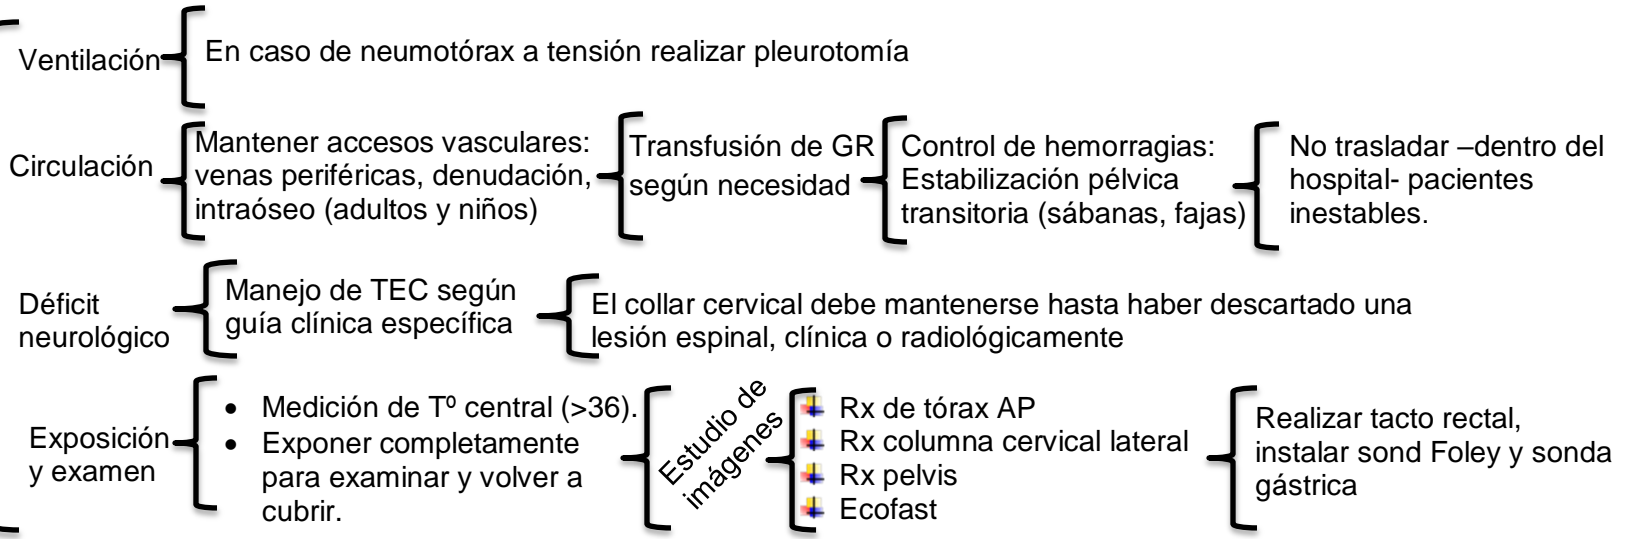 Ventilación
En caso de neumotórax a tensión realizar pleurotomía
Circulación
Mantener accesos vasculares:
venas periféricas, denudación,
intraóseo (adultos y niños)
Transfusión de GR
según necesidad
Control de hemorragias:
Estabilización pélvica
transitoria (sábanas, fajas)
No trasladar –dentro del
hospital- pacientes
inestables.
Déficit
neurológico
Manejo de TEC según
guía clínica específica
El collar cervical debe mantenerse hasta haber descartado una
lesión espinal, clínica o radiológicamente
Exposición
y examen
• Medición de Tº central (>36).
• Exponer completamente
para examinar y volver a
cubrir.
Estudio de
imágenes
Rx de tórax AP
Rx columna cervical lateral
Rx pelvis
Ecofast
Realizar tacto rectal,
instalar sond Foley y sonda
gástrica